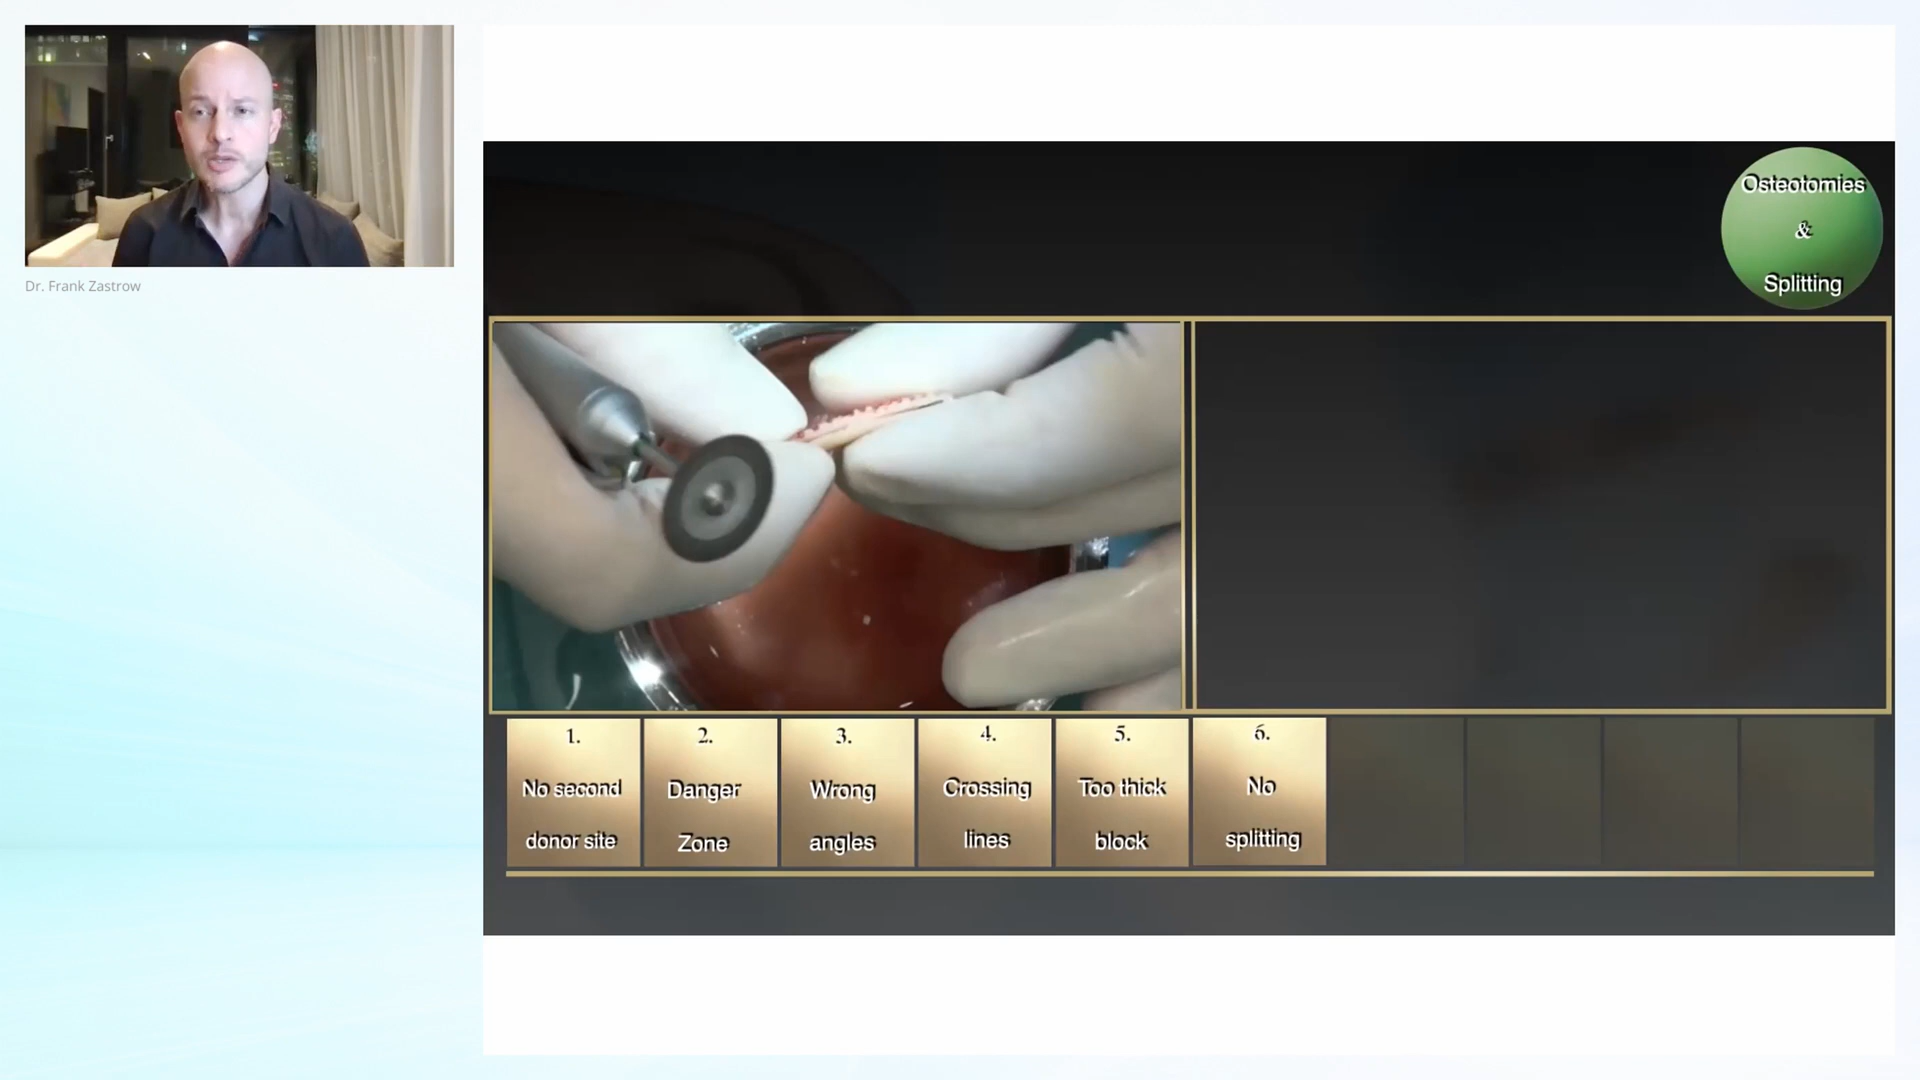 Dr. Frank Zastrow
Osteotomies
&
Splitting
1.
No second
donor site
2.
Danger
Zone
3.
Wrong
angles
4.
Crossing
lines
5.
Too thick
block
6.
No
splitting